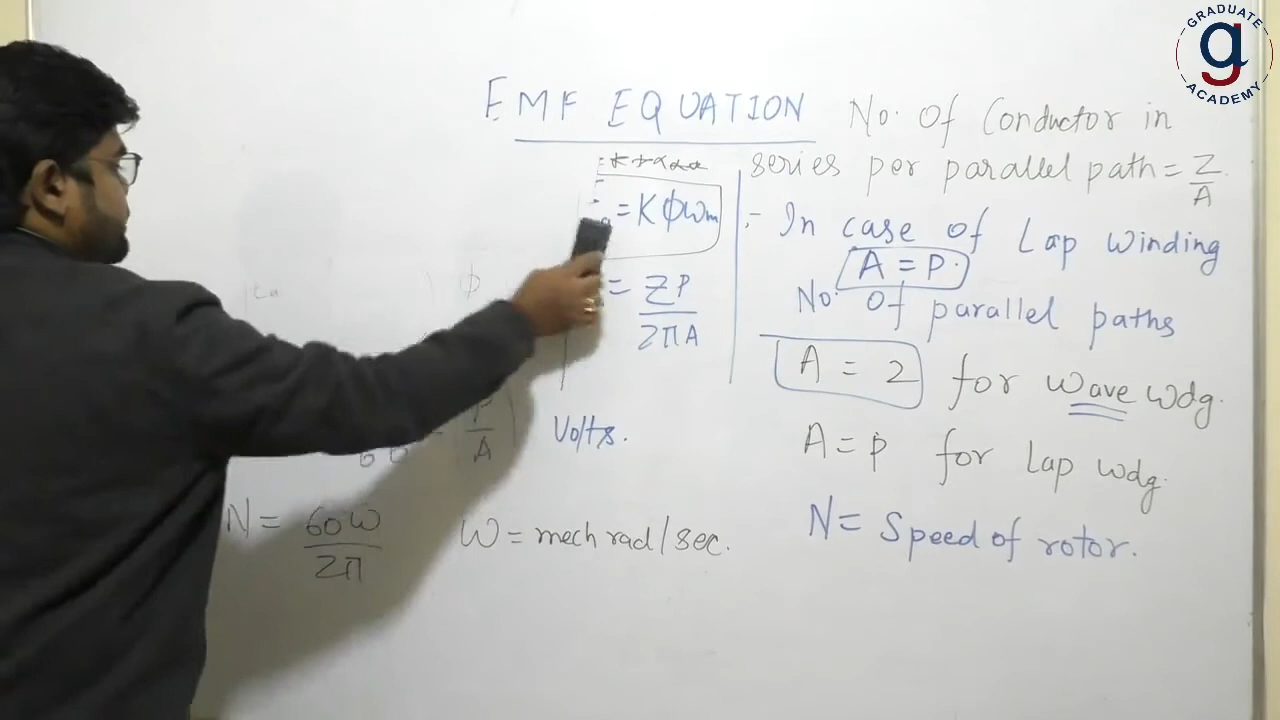 GRADUATE
ga
ACADEMY
EMF EQUATION
= KΦωm
= ZP / 2πA
Φ
P / A
Volts.
N = 60ω / 2π
ω = mech rad/sec.
No. Of Conductor in
series per parallel path = Z / A
:- In case of Lap Winding
A = P.
No. Of parallel paths
A = 2 for wave wdg.
A = P for Lap wdg.
N = Speed of rotor.